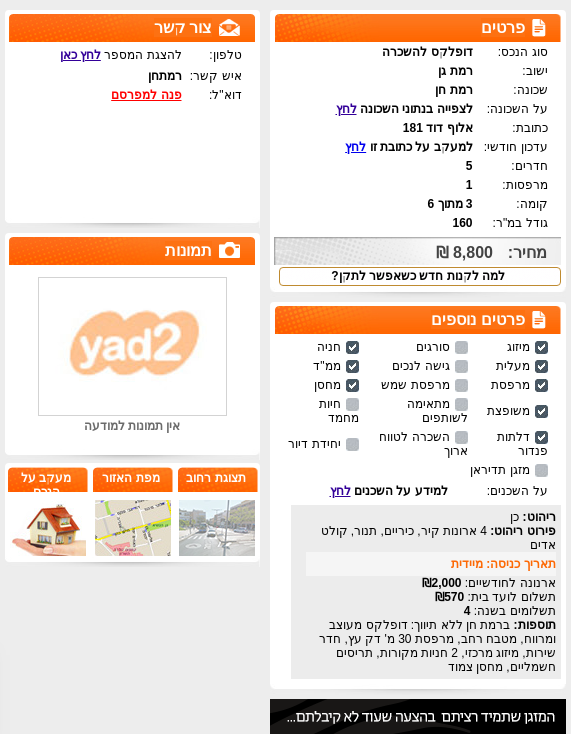 פרטים
סוג הנכס: דופלקס להשכרה
ישוב: רמת גן
שכונה: רמת חן
על השכונה: לצפייה בנתוני השכונה לחץ
כתובת: אלוף דוד 181
עדכון חודשי: למעקב על כתובת זו לחץ
חדרים: 5
מרפסות: 1
קומה: 3 מתוך 6
גודל במ"ר: 160
מחיר: 8,800 ₪
למה לקנות חדש כשאפשר לתקן?
פרטים נוספים
מיזוג סורגים חניה
מעלית גישה לנכים ממ"ד
מרפסת מרפסת שמש מחסן
משופצת מתאימה לשותפים חיות מחמד
דלתות פנדור השכרה לטווח ארוך יחידת דיור
מזגן תדיראן
על השכנים: למידע על השכנים לחץ
ריהוט: כן
פירוט ריהוט: 4 ארונות קיר, כיריים, תנור, קולט
אדים
תאריך כניסה: מיידית
ארנונה לחודשיים: 2,000₪
תשלום לועד בית: 570₪
תשלומים בשנה: 4
תוספות: ברמת חן ללא תיווך: דופלקס מעוצב
ומרווח, מטבח רחב, מרפסת 30 מ' דק עץ, חדר
שירות, מיזוג מרכזי, 2 חניות מקורות, תריסים
חשמליים, מחסן צמוד
המזגן שתמיד רציתם בהצעה שעוד לא קיבלתם...
צור קשר
טלפון: להצגת המספר לחץ כאן
איש קשר: רמתחן
דוא"ל: פנה למפרסם
תמונות
yad2
אין תמונות למודעה
תצוגת רחוב
מפת האזור
מעקב על
הנכס